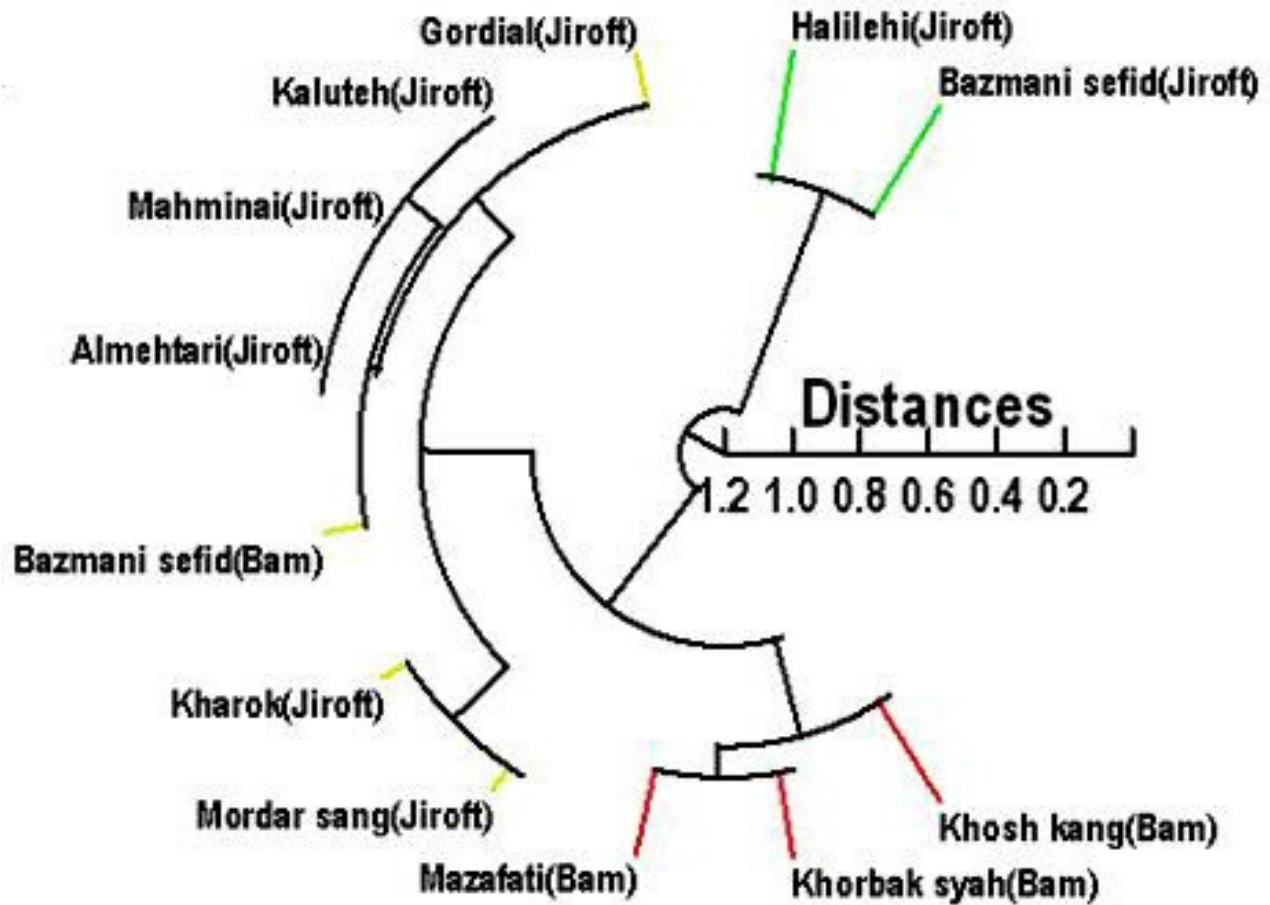 Gordial(Jiroft)
Halilehi(Jiroft)
Kaluteh(Jiroft)
Bazmani sefid(Jiroft)
Mahminai(Jiroft)
Almehtari(Jiroft)
Distances
1.2 1.0 0.8 0.6 0.4 0.2
Bazmani sefid(Bam)
Kharok(Jiroft)
Mordar sang(Jiroft)
Khosh kang(Bam)
Mazafati(Bam)
Khorbak syah(Bam)